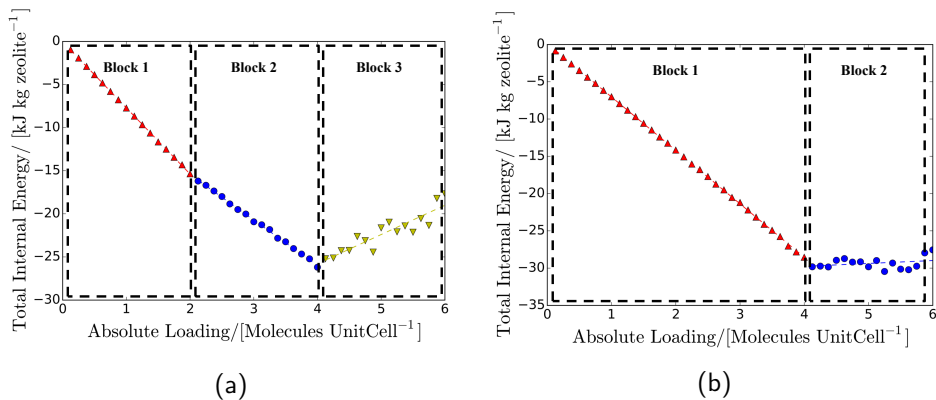 Total Internal Energy/ [kJ kg zeolite⁻¹]
0
−5
−10
−15
−20
−25
−30
Block 1
Block 2
Block 3
0 1 2 3 4 5 6
Absolute Loading/[Molecules UnitCell⁻¹]
(a)
Total Internal Energy/ [kJ kg zeolite⁻¹]
0
−5
−10
−15
−20
−25
−30
−35
Block 1
Block 2
0 1 2 3 4 5 6
Absolute Loading/[Molecules UnitCell⁻¹]
(b)